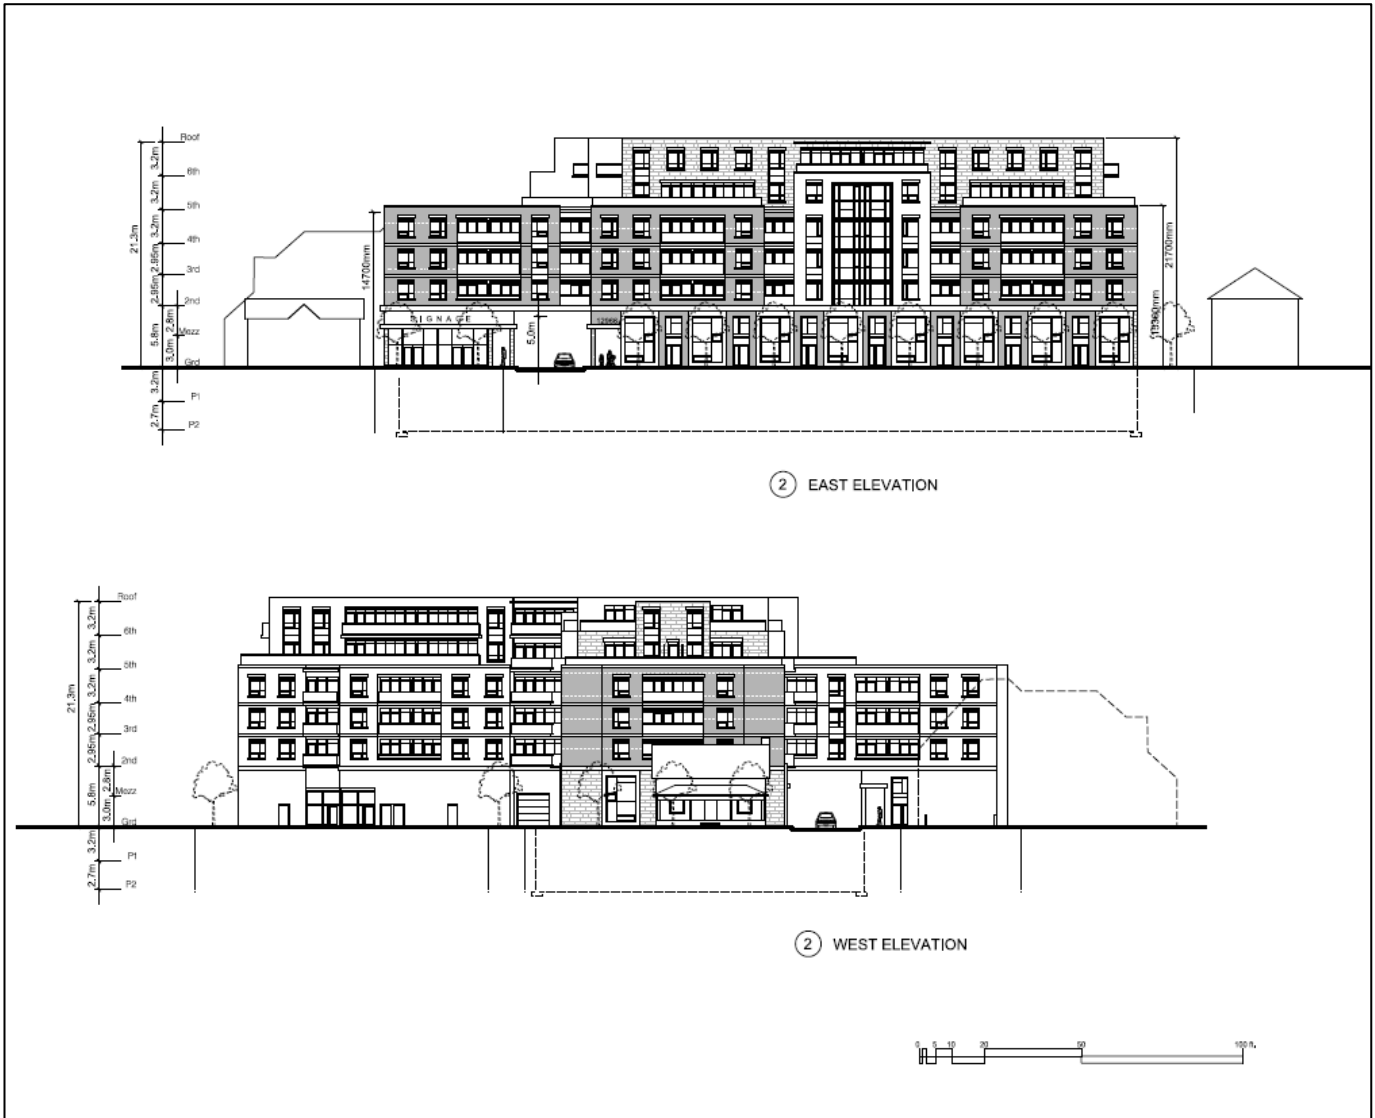 Roof
3.2m
6th
3.2m
5th
21.3m
3.2m
4th
2.95m
3rd
2.95m
2nd
5.8m
2.8m
Mezz
3.0m
Grd
3.2m
P1
2.7m
P2
14700mm
SIGNAGE
5.0m
21700mm
2 EAST ELEVATION
Roof
3.2m
6th
3.2m
5th
21.3m
3.2m
4th
2.95m
3rd
2.95m
2nd
5.8m
2.8m
Mezz
3.0m
Grd
3.2m
P1
2.7m
P2
2 WEST ELEVATION
0 5 10 20 50 100 ft.